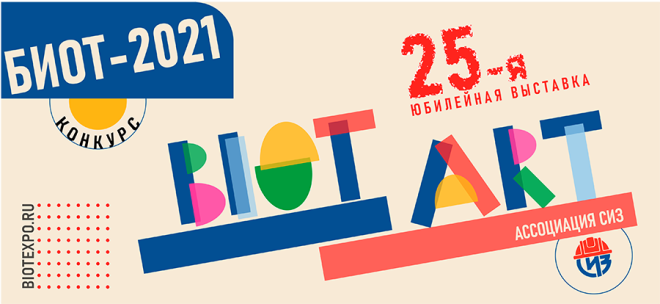 БИОТ-2021
КОНКУРС
25-я
ЮБИЛЕЙНАЯ ВЫСТАВКА
BIOT ART
АССОЦИАЦИЯ СИЗ
СИЗ
BIOTEXPO.RU